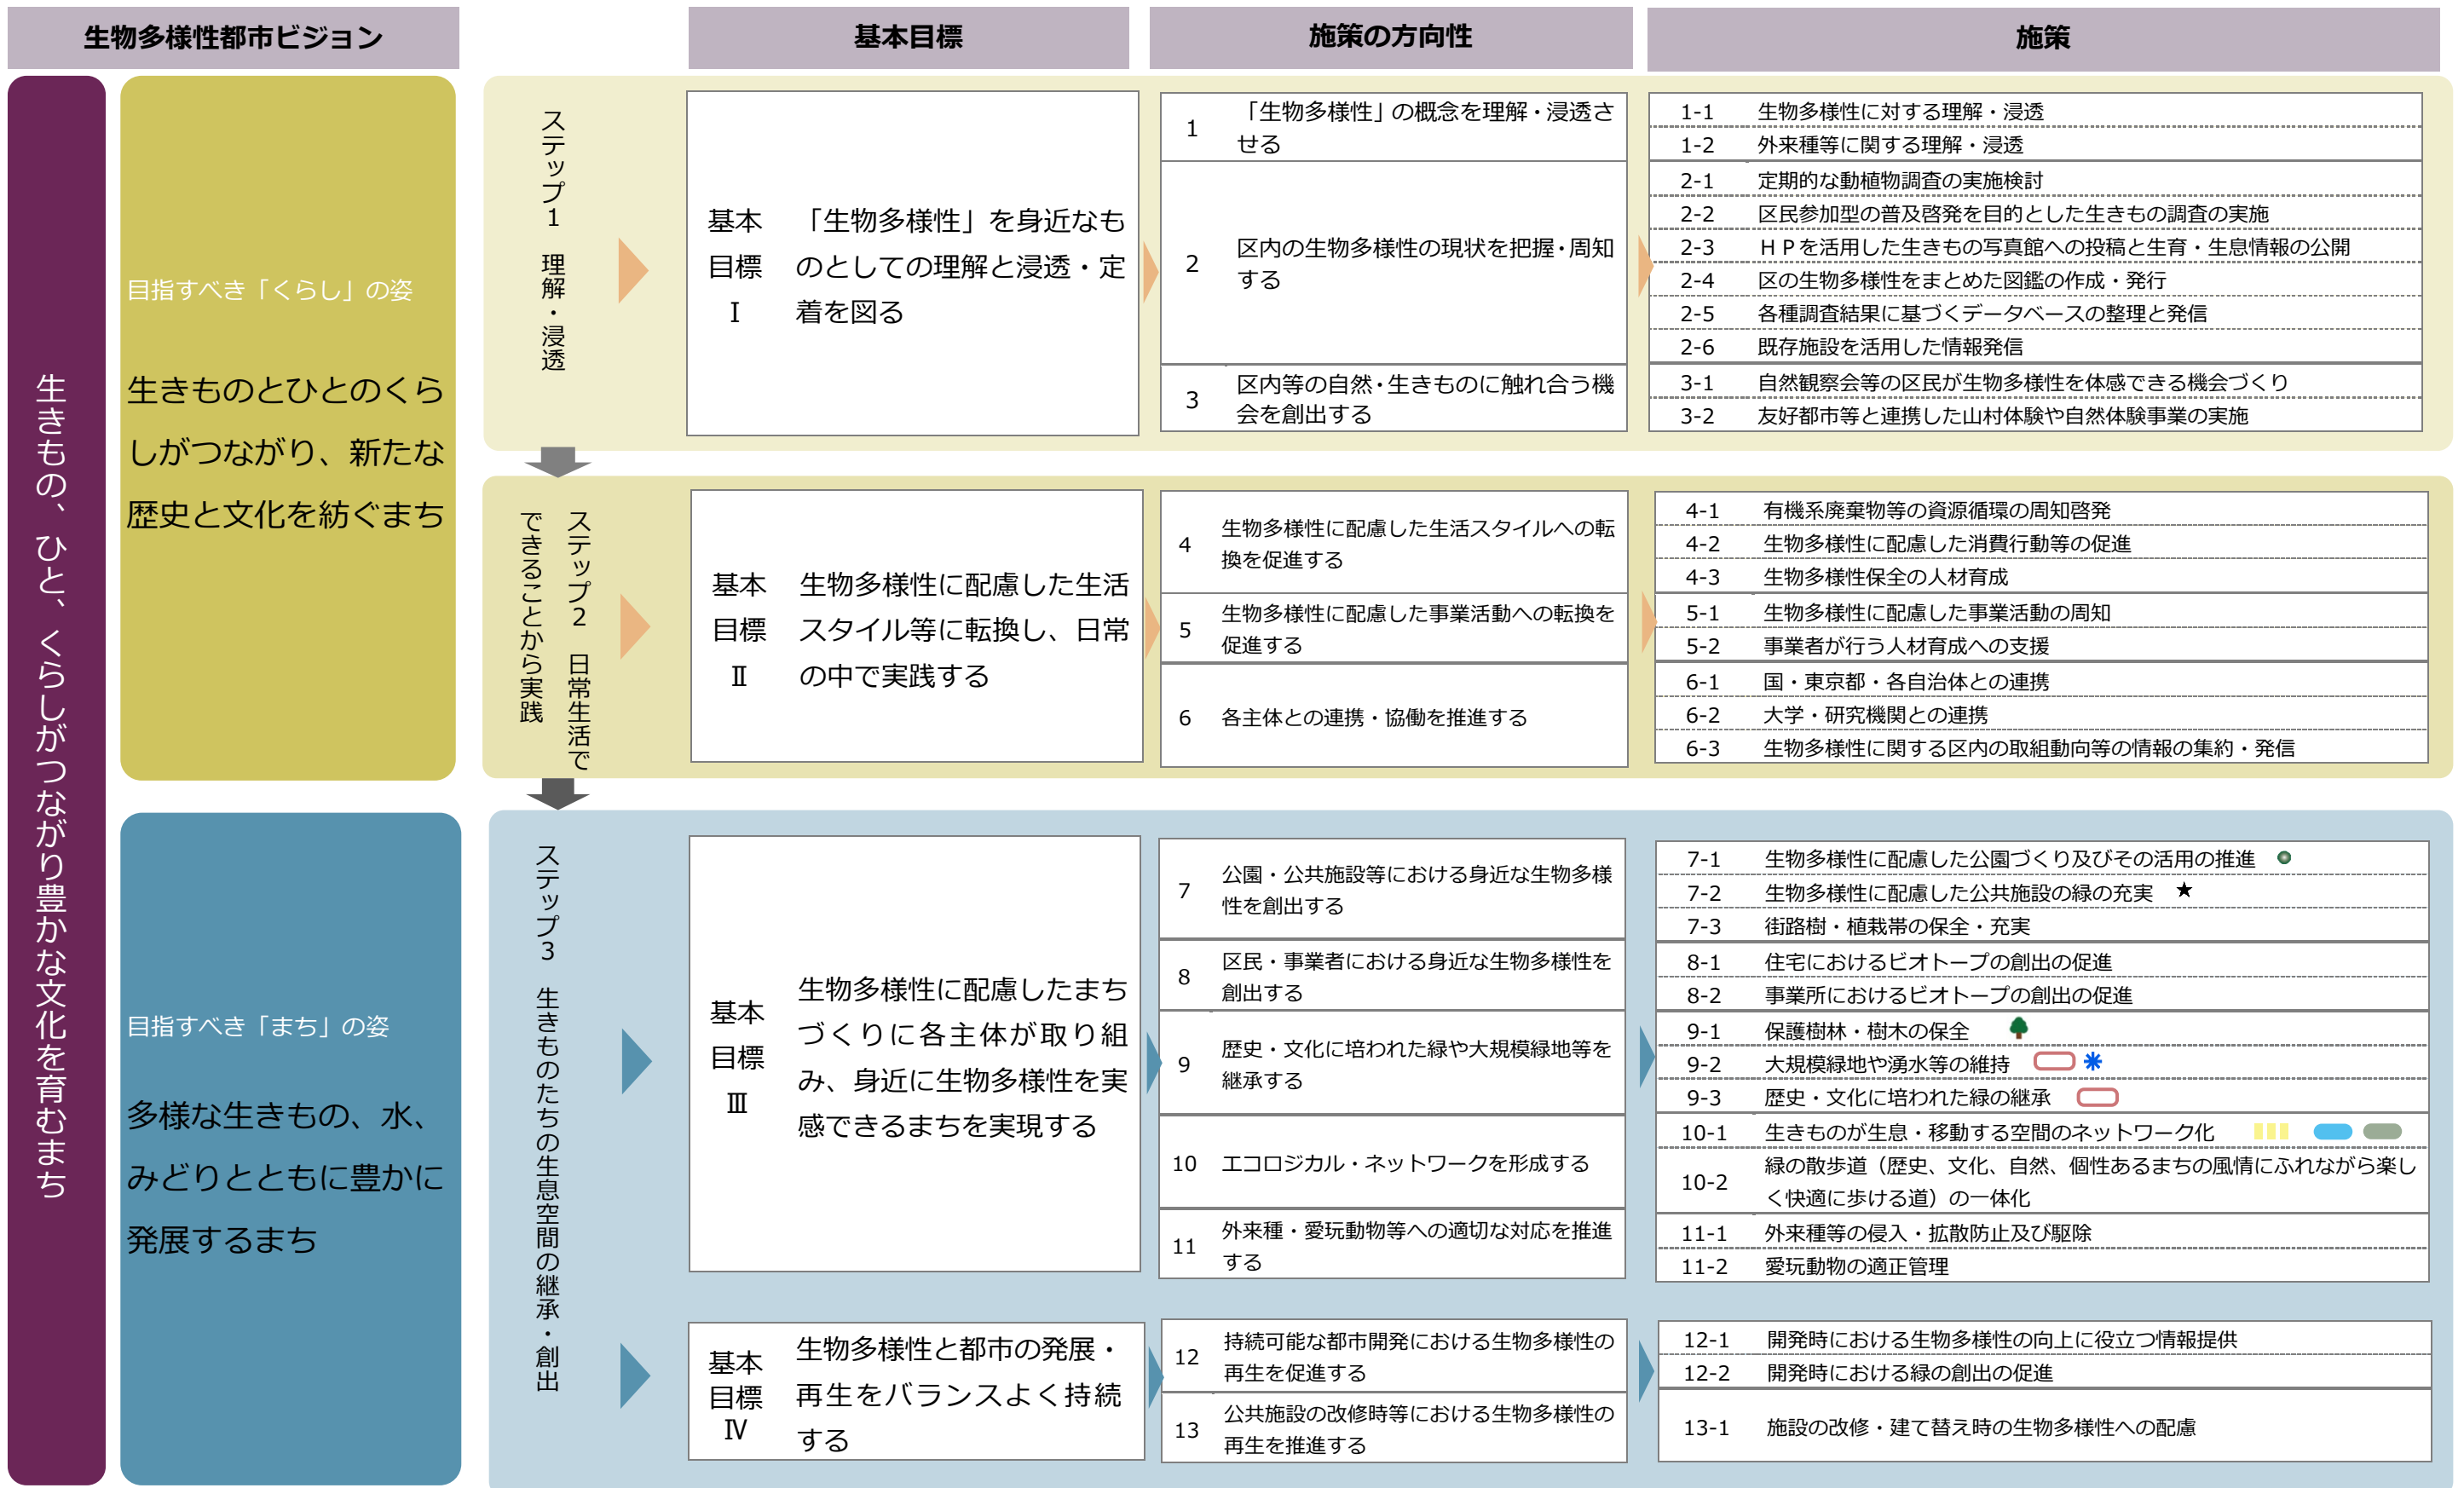 生物多様性都市ビジョン
基本目標
施策の方向性
施策
生きもの、ひと、くらしがつながり豊かな文化を育むまち
目指すべき「くらし」の姿
生きものとひとのくら
しがつながり、新たな
歴史と文化を紡ぐまち
目指すべき「まち」の姿
多様な生きもの、水、
みどりとともに豊かに
発展するまち
ステップ1 理解・浸透
基本
目標
Ⅰ
「生物多様性」を身近なも
のとしての理解と浸透・定
着を図る
1
「生物多様性」の概念を理解・浸透さ
せる
2
区内の生物多様性の現状を把握・周知
する
3
区内等の自然・生きものに触れ合う機
会を創出する
1-1 生物多様性に対する理解・浸透
1-2 外来種等に関する理解・浸透
2-1 定期的な動植物調査の実施検討
2-2 区民参加型の普及啓発を目的とした生きもの調査の実施
2-3 ＨＰを活用した生きもの写真館への投稿と生育・生息情報の公開
2-4 区の生物多様性をまとめた図鑑の作成・発行
2-5 各種調査結果に基づくデータベースの整理と発信
2-6 既存施設を活用した情報発信
3-1 自然観察会等の区民が生物多様性を体感できる機会づくり
3-2 友好都市等と連携した山村体験や自然体験事業の実施
ステップ2 日常生活で
できることから実践
基本
目標
Ⅱ
生物多様性に配慮した生活
スタイル等に転換し、日常
の中で実践する
4
生物多様性に配慮した生活スタイルへの転
換を促進する
5
生物多様性に配慮した事業活動への転換を
促進する
6 各主体との連携・協働を推進する
4-1 有機系廃棄物等の資源循環の周知啓発
4-2 生物多様性に配慮した消費行動等の促進
4-3 生物多様性保全の人材育成
5-1 生物多様性に配慮した事業活動の周知
5-2 事業者が行う人材育成への支援
6-1 国・東京都・各自治体との連携
6-2 大学・研究機関との連携
6-3 生物多様性に関する区内の取組動向等の情報の集約・発信
ステップ3 生きものたちの生息空間の継承・創出
基本
目標
Ⅲ
生物多様性に配慮したまち
づくりに各主体が取り組
み、身近に生物多様性を実
感できるまちを実現する
7
公園・公共施設等における身近な生物多様
性を創出する
8
区民・事業者における身近な生物多様性を
創出する
9
歴史・文化に培われた緑や大規模緑地等を
継承する
10 エコロジカル・ネットワークを形成する
11
外来種・愛玩動物等への適切な対応を推進
する
7-1 生物多様性に配慮した公園づくり及びその活用の推進
7-2 生物多様性に配慮した公共施設の緑の充実 ★
7-3 街路樹・植栽帯の保全・充実
8-1 住宅におけるビオトープの創出の促進
8-2 事業所におけるビオトープの創出の促進
9-1 保護樹林・樹木の保全
9-2 大規模緑地や湧水等の維持
9-3 歴史・文化に培われた緑の継承
10-1 生きものが生息・移動する空間のネットワーク化
10-2
緑の散歩道（歴史、文化、自然、個性あるまちの風情にふれながら楽し
く快適に歩ける道）の一体化
11-1 外来種等の侵入・拡散防止及び駆除
11-2 愛玩動物の適正管理
基本
目標
Ⅳ
生物多様性と都市の発展・
再生をバランスよく持続
する
12
持続可能な都市開発における生物多様性の
再生を促進する
13
公共施設の改修時等における生物多様性の
再生を推進する
12-1 開発時における生物多様性の向上に役立つ情報提供
12-2 開発時における緑の創出の促進
13-1 施設の改修・建て替え時の生物多様性への配慮